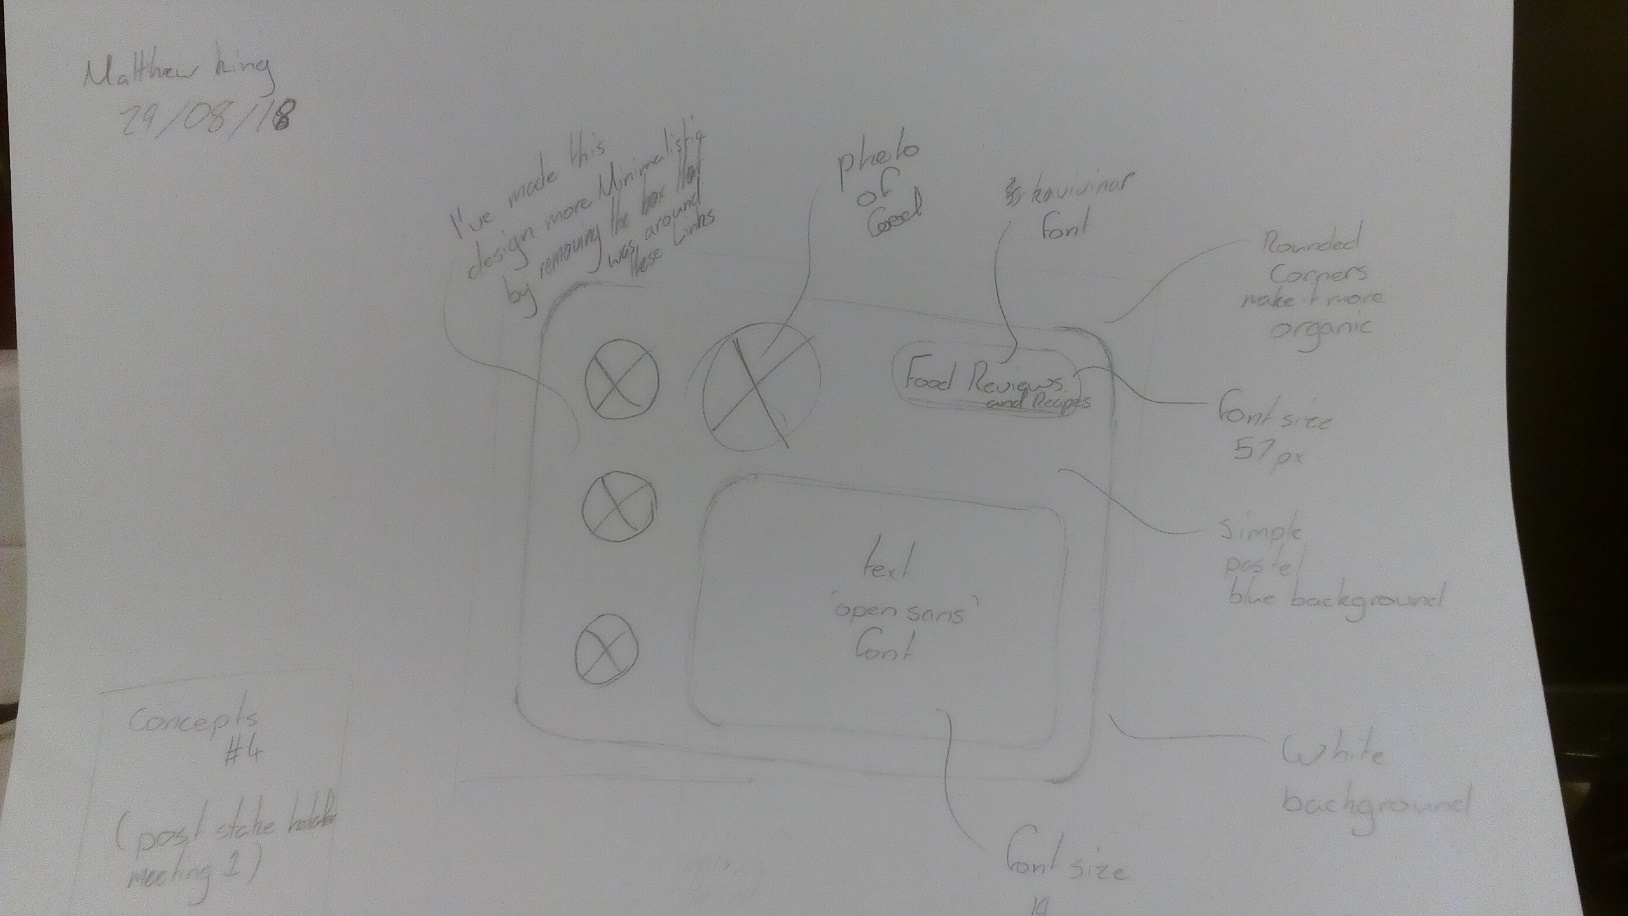 Matthew King
29/08/18
I've made this
design more Minimalistic
by removing the box that
was around
these Links
photo
of
food
kavivinar
font
Rounded
Corners
make it more
organic
Food Reviews
and Recipes
font size
57px
Simple
pastel
blue background
text
'open sans'
font
White
background
font size
Concepts
#4
(post stake holder
meeting 1)